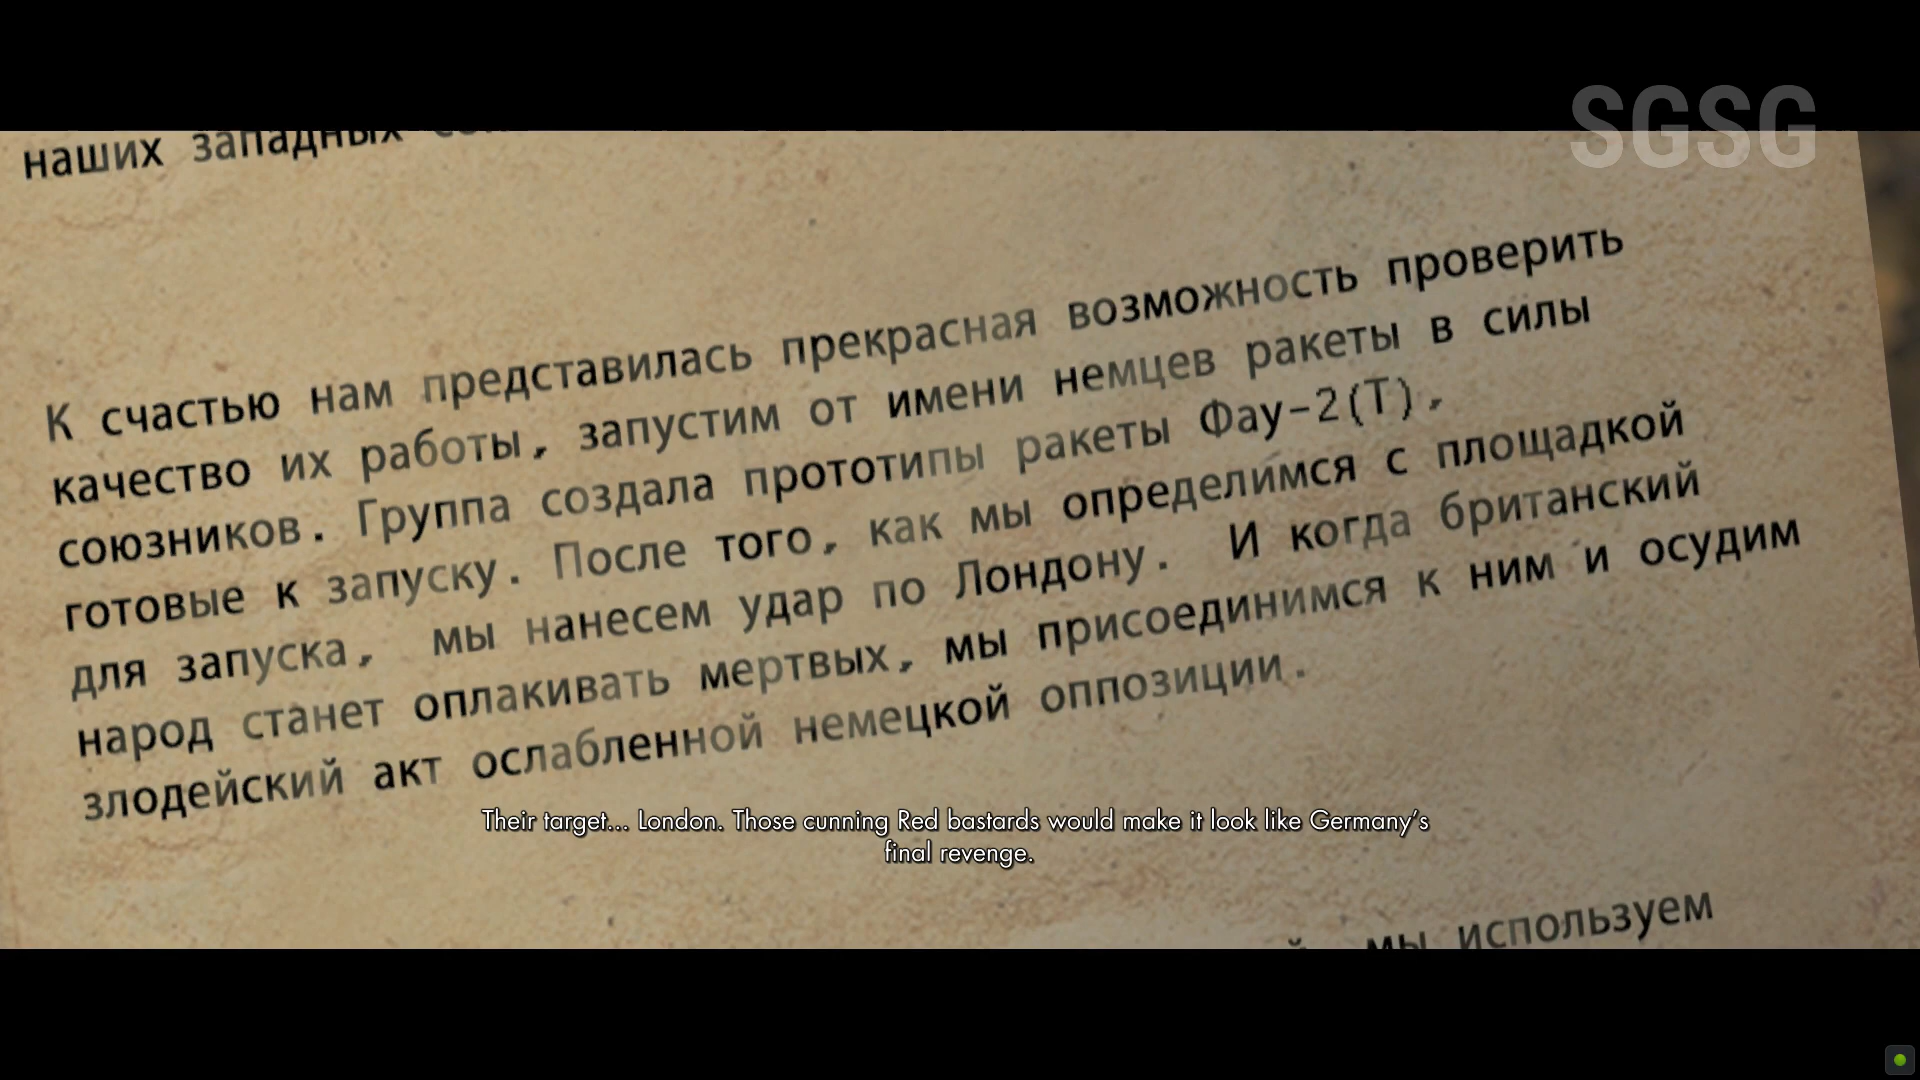 SGSG
наших западных
К счастью нам представилась прекрасная возможность проверить
качество их работы, запустим от имени немцев ракеты в силы
союзников. Группа создала прототипы ракеты Фау-2(Т),
готовые к запуску. После того, как мы определимся с площадкой
для запуска, мы нанесем удар по Лондону. И когда британский
народ станет оплакивать мертвых, мы присоединимся к ним и осудим
злодейский акт ослабленной немецкой оппозиции.
Their target... London. Those cunning Red bastards would make it look like Germany's
final revenge.
мы используем